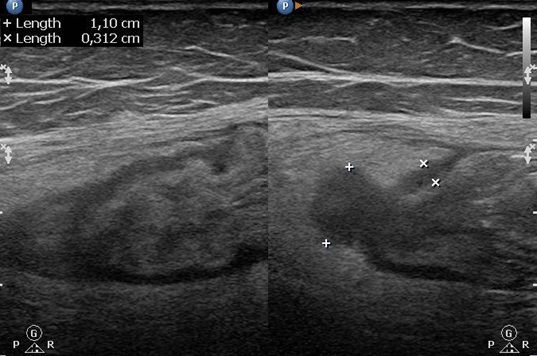 P
P
+ Length 1,10 cm
× Length 0,312 cm
+
×
×
+
G
P R
G
P R